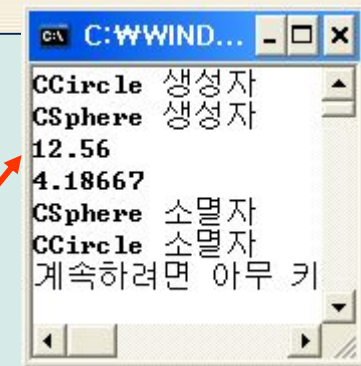 C:₩WIND...
CCircle 생성자
CSphere 생성자
12.56
4.18667
CSphere 소멸자
CCircle 소멸자
계속하려면 아무 키